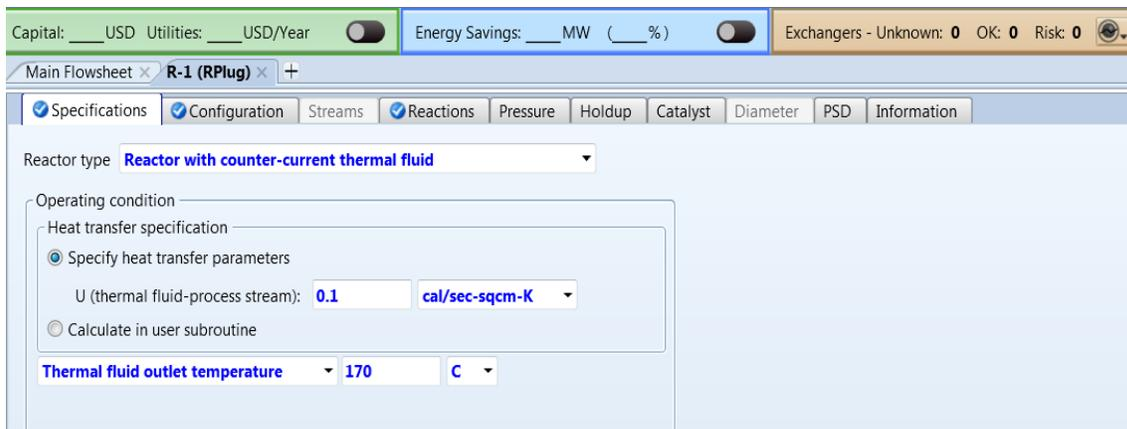 Capital: ____USD Utilities: ____USD/Year Energy Savings: ____MW (____%) Exchangers - Unknown: 0 OK: 0 Risk: 0
Main Flowsheet × R-1 (RPlug) × +
Specifications Configuration Streams Reactions Pressure Holdup Catalyst Diameter PSD Information
Reactor type Reactor with counter-current thermal fluid
Operating condition
Heat transfer specification
Specify heat transfer parameters
U (thermal fluid-process stream): 0.1 cal/sec-sqcm-K
Calculate in user subroutine
Thermal fluid outlet temperature 170 C